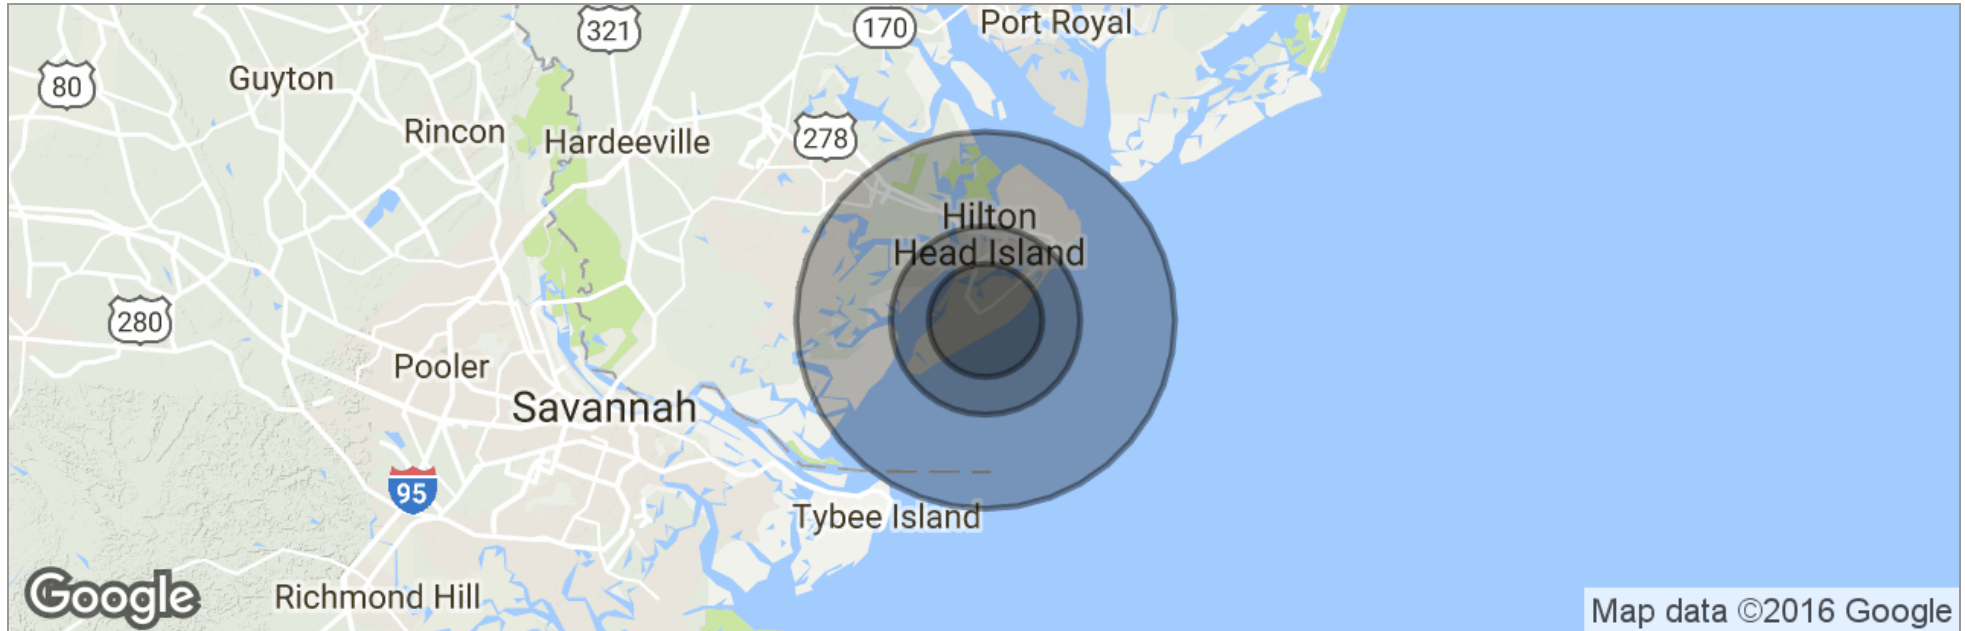 321
170
Port Royal
80
Guyton
Rincon
Hardeeville
278
Hilton
Head Island
280
Pooler
Savannah
95
Tybee Island
Richmond Hill
Google
Map data ©2016 Google